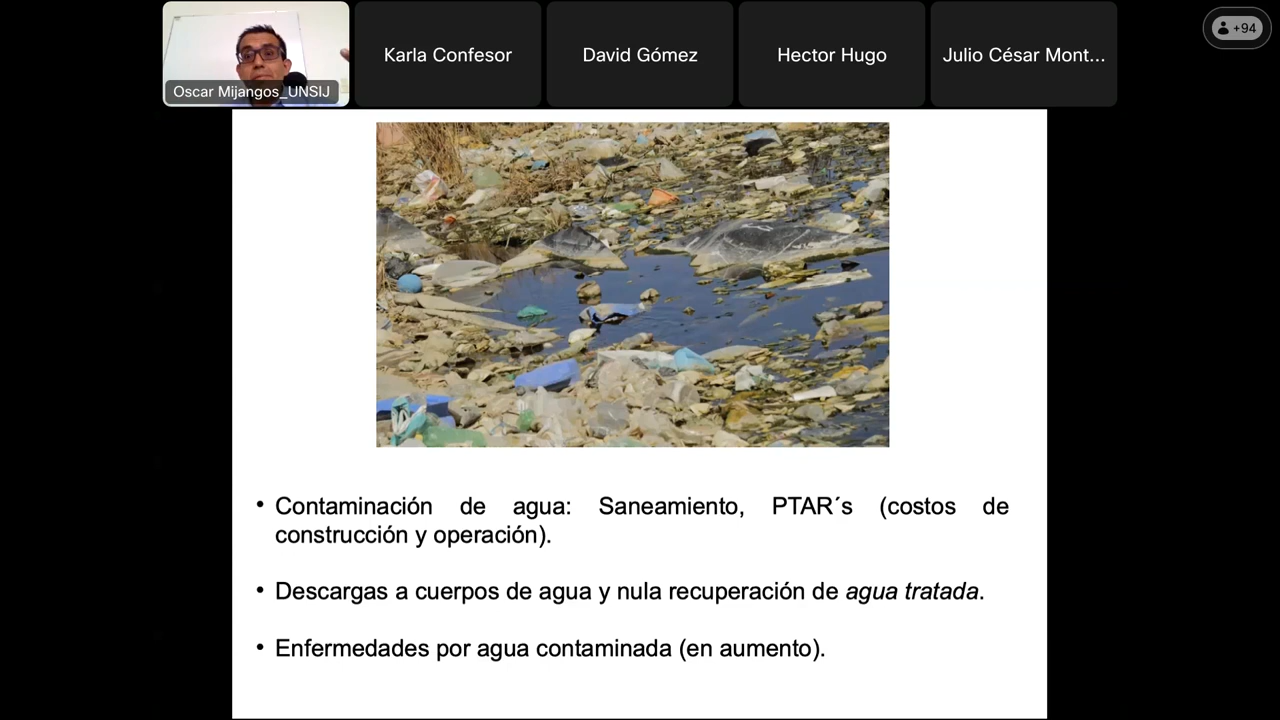 Oscar Mijangos_UNSIJ
Karla Confesor
David Gómez
Hector Hugo
Julio César Mont...
+94
• Contaminación de agua: Saneamiento, PTAR´s (costos de
construcción y operación).
• Descargas a cuerpos de agua y nula recuperación de agua tratada.
• Enfermedades por agua contaminada (en aumento).